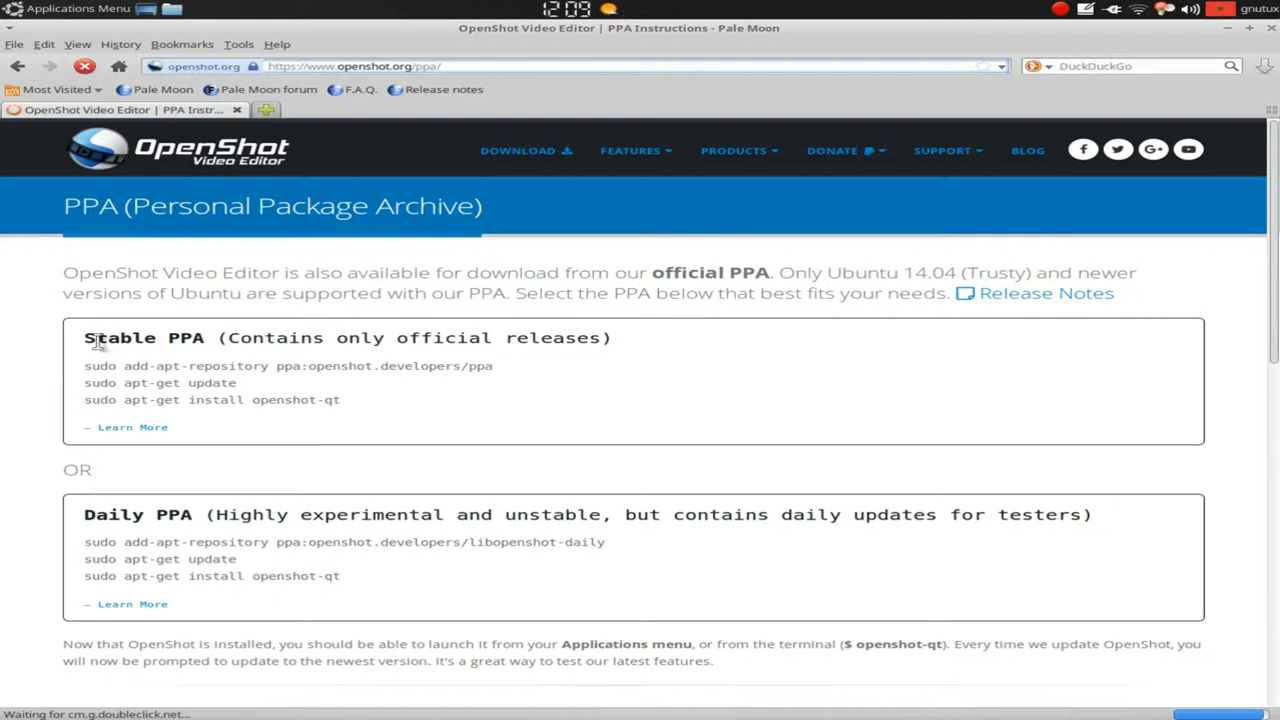 Applications Menu
12:09
gnutux
OpenShot Video Editor | PPA Instructions - Pale Moon
File Edit View History Bookmarks Tools Help
openshot.org https://www.openshot.org/ppa/ DuckDuckGo
Most Visited Pale Moon Pale Moon forum F.A.Q. Release notes
OpenShot Video Editor | PPA Instr...
OpenShot
Video Editor
DOWNLOAD FEATURES PRODUCTS DONATE SUPPORT BLOG
PPA (Personal Package Archive)
OpenShot Video Editor is also available for download from our official PPA. Only Ubuntu 14.04 (Trusty) and newer
versions of Ubuntu are supported with our PPA. Select the PPA below that best fits your needs. Release Notes
Stable PPA (Contains only official releases)
sudo add-apt-repository ppa:openshot.developers/ppa
sudo apt-get update
sudo apt-get install openshot-qt
– Learn More
OR
Daily PPA (Highly experimental and unstable, but contains daily updates for testers)
sudo add-apt-repository ppa:openshot.developers/libopenshot-daily
sudo apt-get update
sudo apt-get install openshot-qt
– Learn More
Now that OpenShot is installed, you should be able to launch it from your Applications menu, or from the terminal ($ openshot-qt). Every time we update OpenShot, you
will now be prompted to update to the newest version. It's a great way to test our latest features.
Waiting for cm.g.doubleclick.net...